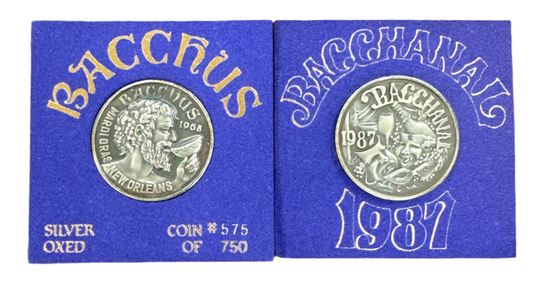 BACCHUS
BACCHUS
1968
MARDI GRAS
NEW ORLEANS
SILVER COIN # 575
OXED OF 750
BACCHANAL
BACCHANAL
1987
1987